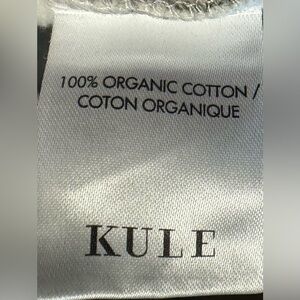 100% ORGANIC COTTON /
COTON ORGANIQUE
KULE